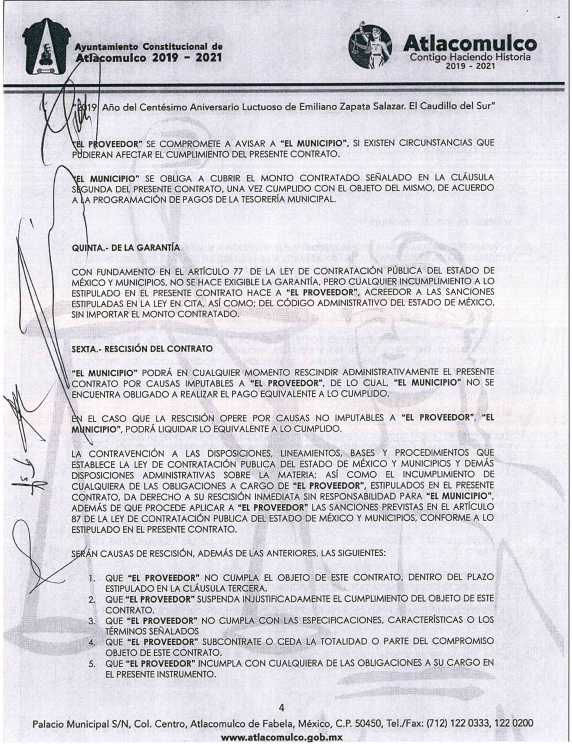 Ayuntamiento Constitucional de
Atlacomulco 2019 - 2021
Atlacomulco
Contigo Haciendo Historia
2019 - 2021
"2019, Año del Centésimo Aniversario Luctuoso de Emiliano Zapata Salazar. El Caudillo del Sur"
"EL PROVEEDOR" SE COMPROMETE A AVISAR A "EL MUNICIPIO", SI EXISTEN CIRCUNSTANCIAS QUE
PUDIERAN AFECTAR EL CUMPLIMIENTO DEL PRESENTE CONTRATO.
"EL MUNICIPIO" SE OBLIGA A CUBRIR EL MONTO CONTRATADO SEÑALADO EN LA CLÁUSULA
SEGUNDA DEL PRESENTE CONTRATO, UNA VEZ CUMPLIDO CON EL OBJETO DEL MISMO, DE ACUERDO
A LA PROGRAMACIÓN DE PAGOS DE LA TESORERÍA MUNICIPAL.
QUINTA.- DE LA GARANTÍA
CON FUNDAMENTO EN EL ARTÍCULO 77 DE LA LEY DE CONTRATACIÓN PÚBLICA DEL ESTADO DE
MÉXICO Y MUNICIPIOS, NO SE HACE EXIGIBLE LA GARANTÍA, PERO CUALQUIER INCUMPLIMIENTO A LO
ESTIPULADO EN EL PRESENTE CONTRATO HACE A "EL PROVEEDOR", ACREEDOR A LAS SANCIONES
ESTIPULADAS EN LA LEY EN CITA, ASÍ COMO; DEL CÓDIGO ADMINISTRATIVO DEL ESTADO DE MÉXICO,
SIN IMPORTAR EL MONTO CONTRATADO.
SEXTA.- RESCISIÓN DEL CONTRATO
"EL MUNICIPIO" PODRÁ EN CUALQUIER MOMENTO RESCINDIR ADMINISTRATIVAMENTE EL PRESENTE
CONTRATO POR CAUSAS IMPUTABLES A "EL PROVEEDOR", DE LO CUAL, "EL MUNICIPIO" NO SE
ENCUENTRA OBLIGADO A REALIZAR EL PAGO EQUIVALENTE A LO CUMPLIDO.
EN EL CASO QUE LA RESCISIÓN OPERE POR CAUSAS NO IMPUTABLES A "EL PROVEEDOR", "EL
MUNICIPIO", PODRÁ LIQUIDAR LO EQUIVALENTE A LO CUMPLIDO.
LA CONTRAVENCIÓN A LAS DISPOSICIONES, LINEAMIENTOS, BASES Y PROCEDIMIENTOS QUE
ESTABLECE LA LEY DE CONTRATACIÓN PUBLICA DEL ESTADO DE MÉXICO Y MUNICIPIOS Y DEMÁS
DISPOSICIONES ADMINISTRATIVAS SOBRE LA MATERIA; ASÍ COMO EL INCUMPLIMIENTO DE
CUALQUIERA DE LAS OBLIGACIONES A CARGO DE "EL PROVEEDOR", ESTIPULADOS EN EL PRESENTE
CONTRATO, DA DERECHO A SU RESCISIÓN INMEDIATA SIN RESPONSABILIDAD PARA "EL MUNICIPIO",
ADEMÁS DE QUE PROCEDE APLICAR A "EL PROVEEDOR" LAS SANCIONES PREVISTAS EN EL ARTÍCULO
87 DE LA LEY DE CONTRATACIÓN PUBLICA DEL ESTADO DE MÉXICO Y MUNICIPIOS, CONFORME A LO
ESTIPULADO EN EL PRESENTE CONTRATO.
SERÁN CAUSAS DE RESCISIÓN, ADEMÁS DE LAS ANTERIORES, LAS SIGUIENTES:
1. QUE "EL PROVEEDOR" NO CUMPLA EL OBJETO DE ESTE CONTRATO, DENTRO DEL PLAZO
ESTIPULADO EN LA CLÁUSULA TERCERA.
2. QUE "EL PROVEEDOR" SUSPENDA INJUSTIFICADAMENTE EL CUMPLIMIENTO DEL OBJETO DE ESTE
CONTRATO.
3. QUE "EL PROVEEDOR" NO CUMPLA CON LAS ESPECIFICACIONES, CARACTERÍSTICAS O LOS
TÉRMINOS SEÑALADOS
4. QUE "EL PROVEEDOR" SUBCONTRATE O CEDA LA TOTALIDAD O PARTE DEL COMPROMISO
OBJETO DE ESTE CONTRATO.
5. QUE "EL PROVEEDOR" INCUMPLA CON CUALQUIERA DE LAS OBLIGACIONES A SU CARGO EN
EL PRESENTE INSTRUMENTO.
4
Palacio Municipal S/N, Col. Centro, Atlacomulco de Fabela, México, C.P. 50450, Tel./Fax: (712) 122 0333, 122 0200
www.atlacomulco.gob.mx